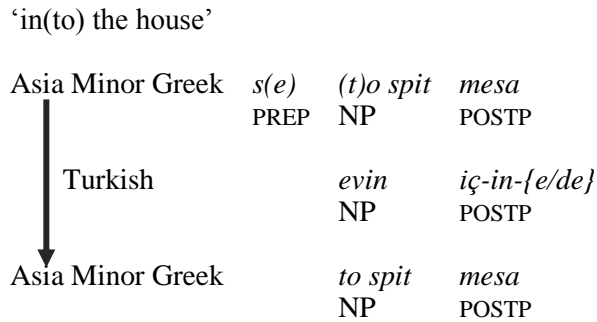 ‘in(to) the house’
Asia Minor Greek s(e) (t)o spit mesa
PREP NP POSTP
Turkish evin iç-in-{e/de}
NP POSTP
Asia Minor Greek to spit mesa
NP POSTP